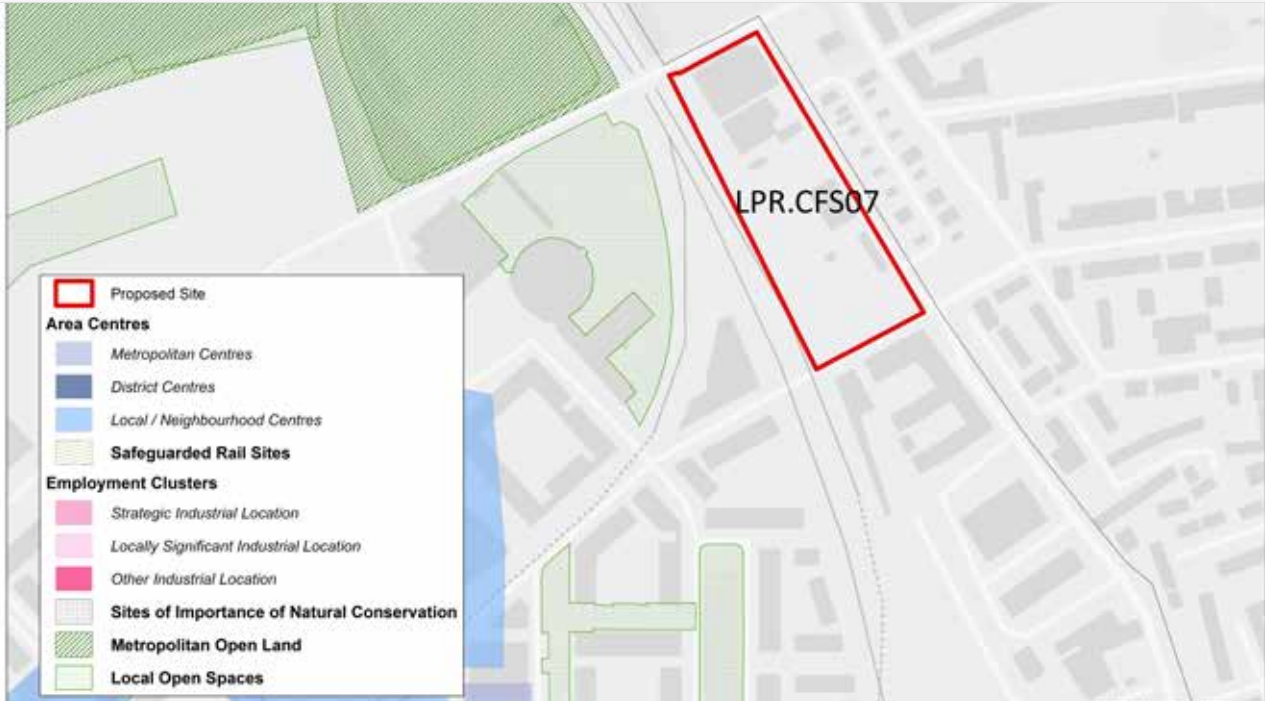 LPR.CFS07
Proposed Site
Area Centres
Metropolitan Centres
District Centres
Local / Neighbourhood Centres
Safeguarded Rail Sites
Employment Clusters
Strategic Industrial Location
Locally Significant Industrial Location
Other Industrial Location
Sites of Importance of Natural Conservation
Metropolitan Open Land
Local Open Spaces